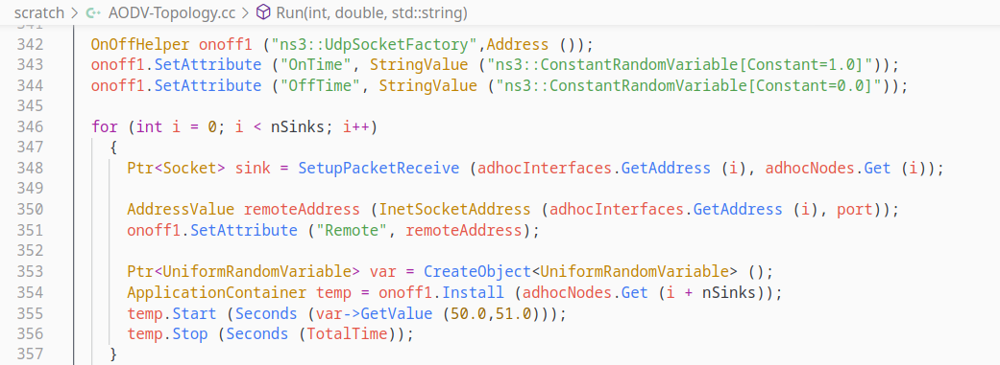 scratch > AODV-Topology.cc > Run(int, double, std::string)
341
342 OnOffHelper onoff1 ("ns3::UdpSocketFactory",Address ());
343 onoff1.SetAttribute ("OnTime", StringValue ("ns3::ConstantRandomVariable[Constant=1.0]"));
344 onoff1.SetAttribute ("OffTime", StringValue ("ns3::ConstantRandomVariable[Constant=0.0]"));
345
346 for (int i = 0; i < nSinks; i++)
347 {
348 Ptr<Socket> sink = SetupPacketReceive (adhocInterfaces.GetAddress (i), adhocNodes.Get (i));
349
350 AddressValue remoteAddress (InetSocketAddress (adhocInterfaces.GetAddress (i), port));
351 onoff1.SetAttribute ("Remote", remoteAddress);
352
353 Ptr<UniformRandomVariable> var = CreateObject<UniformRandomVariable> ();
354 ApplicationContainer temp = onoff1.Install (adhocNodes.Get (i + nSinks));
355 temp.Start (Seconds (var->GetValue (50.0,51.0)));
356 temp.Stop (Seconds (TotalTime));
357 }